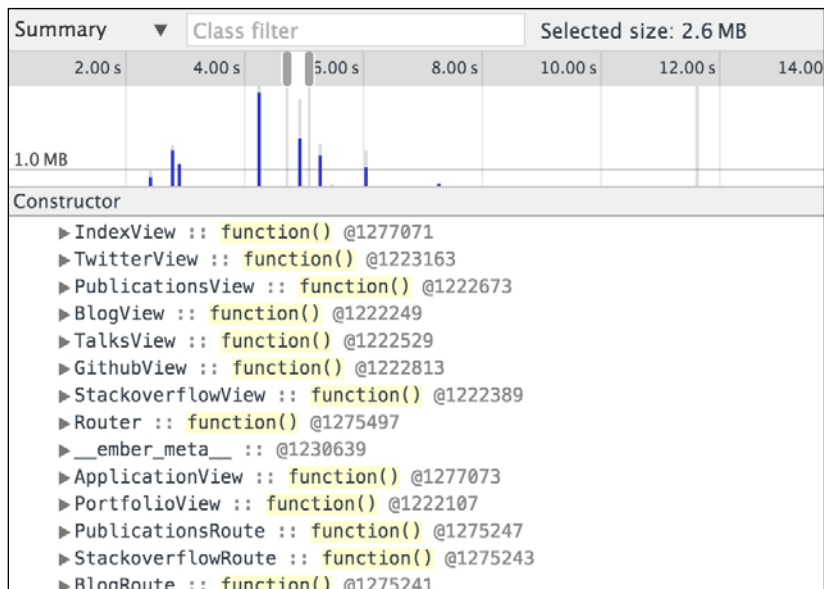 Summary ▼ Class filter Selected size: 2.6 MB
2.00 s 4.00 s 6.00 s 8.00 s 10.00 s 12.00 s 14.00
1.0 MB
Constructor
▶IndexView :: function() @1277071
▶TwitterView :: function() @1223163
▶PublicationsView :: function() @1222673
▶BlogView :: function() @1222249
▶TalksView :: function() @1222529
▶GithubView :: function() @1222813
▶StackoverflowView :: function() @1222389
▶Router :: function() @1275497
▶__ember_meta__ :: @1230639
▶ApplicationView :: function() @1277073
▶PortfolioView :: function() @1222107
▶PublicationsRoute :: function() @1275247
▶StackoverflowRoute :: function() @1275243
▶BlogRoute :: function() @1275241